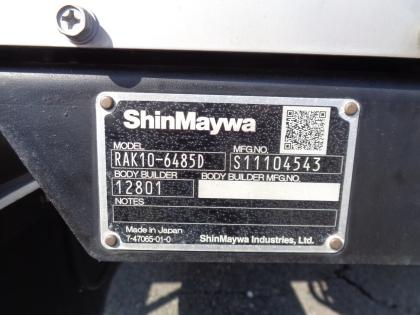 ShinMaywa
MODEL MFG.NO.
RAK10-6485D S11104543
BODY BUILDER BODY BUILDER MFG.NO.
12801
NOTES
Made in Japan
7-47065-01-0 ShinMaywa Industries, Ltd.